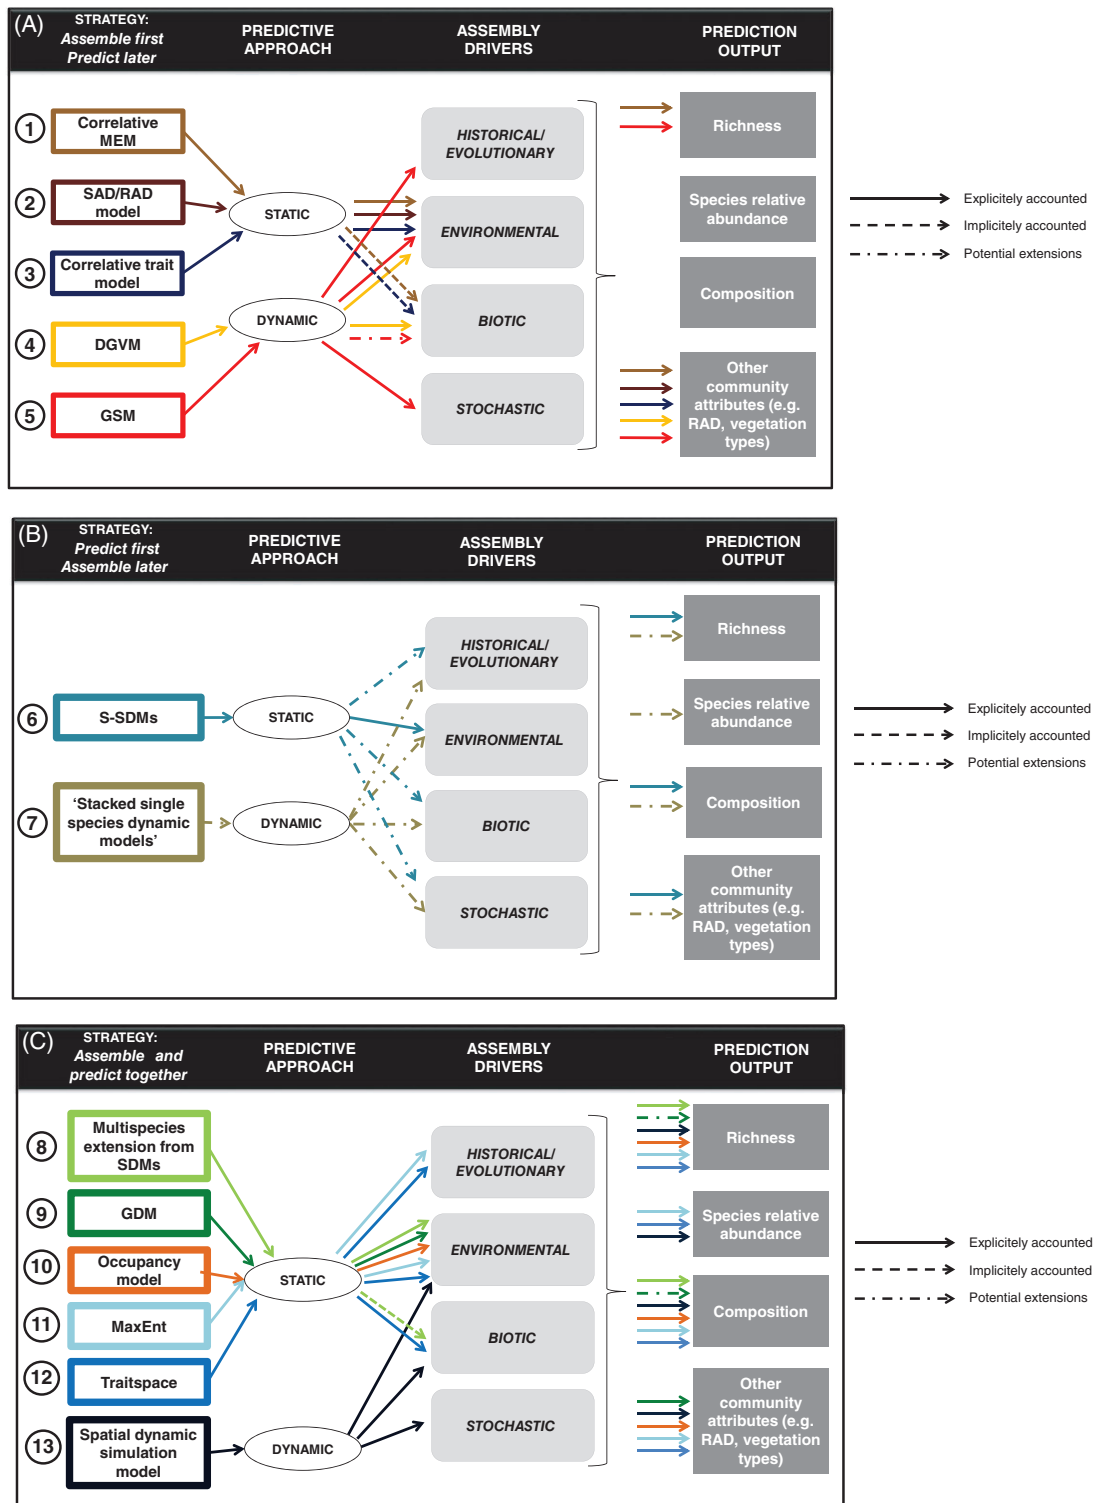 (A)
STRATEGY:
Assemble first
Predict later
PREDICTIVE
APPROACH
ASSEMBLY
DRIVERS
PREDICTION
OUTPUT
1
Correlative
MEM
2
SAD/RAD
model
3
Correlative trait
model
4
DGVM
5
GSM
STATIC
DYNAMIC
HISTORICAL/
EVOLUTIONARY
ENVIRONMENTAL
BIOTIC
STOCHASTIC
Richness
Species relative
abundance
Composition
Other
community
attributes (e.g.
RAD, vegetation
types)
Explicitely accounted
Implicitely accounted
Potential extensions
(B)
STRATEGY:
Predict first
Assemble later
PREDICTIVE
APPROACH
ASSEMBLY
DRIVERS
PREDICTION
OUTPUT
6
S-SDMs
7
‘Stacked single
species dynamic
models’
STATIC
DYNAMIC
HISTORICAL/
EVOLUTIONARY
ENVIRONMENTAL
BIOTIC
STOCHASTIC
Richness
Species relative
abundance
Composition
Other
community
attributes (e.g.
RAD, vegetation
types)
Explicitely accounted
Implicitely accounted
Potential extensions
(C)
STRATEGY:
Assemble and
predict together
PREDICTIVE
APPROACH
ASSEMBLY
DRIVERS
PREDICTION
OUTPUT
8
Multispecies
extension from
SDMs
9
GDM
10
Occupancy
model
11
MaxEnt
12
Traitspace
13
Spatial dynamic
simulation
model
STATIC
DYNAMIC
HISTORICAL/
EVOLUTIONARY
ENVIRONMENTAL
BIOTIC
STOCHASTIC
Richness
Species relative
abundance
Composition
Other
community
attributes (e.g.
RAD, vegetation
types)
Explicitely accounted
Implicitely accounted
Potential extensions